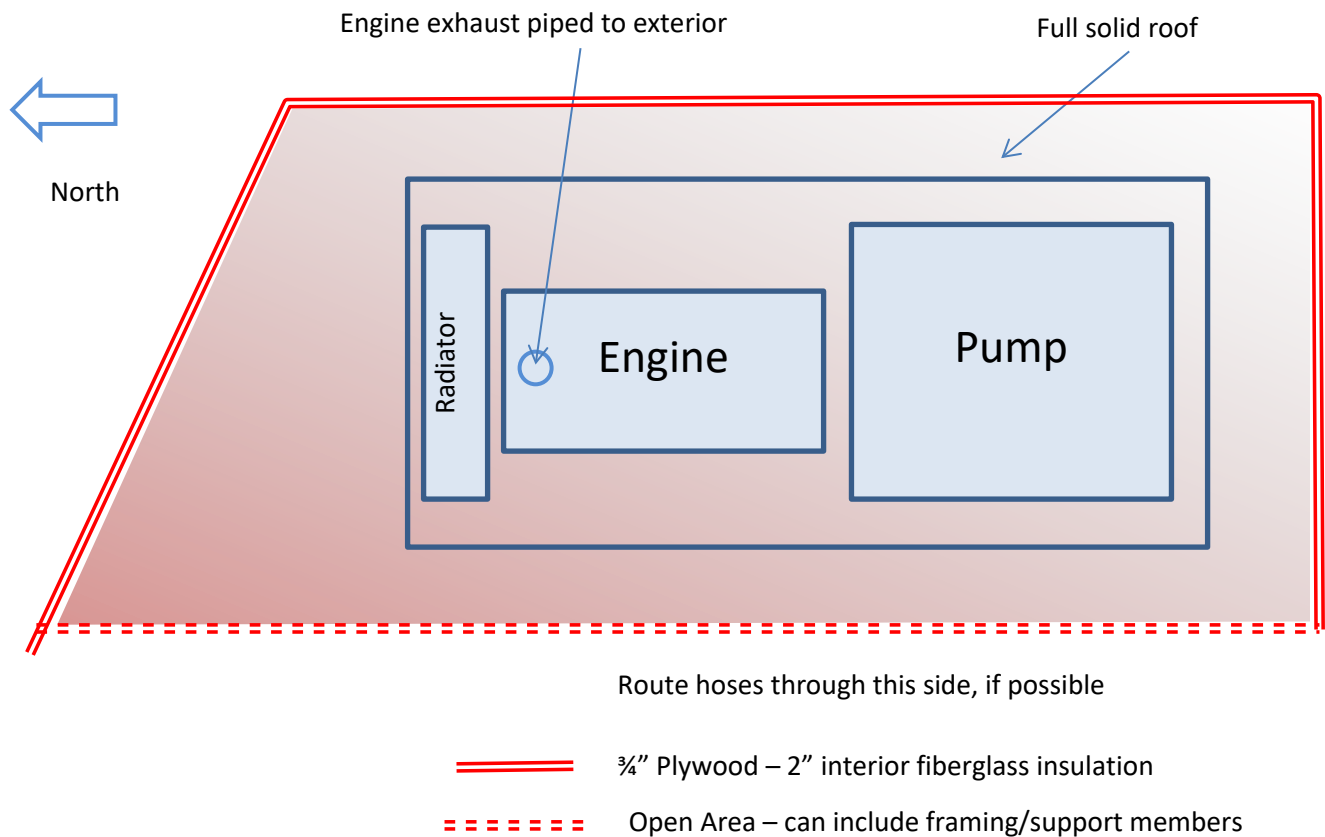 Engine exhaust piped to exterior
Full solid roof
North
Radiator
Engine
Pump
Route hoses through this side, if possible
¾” Plywood – 2” interior fiberglass insulation
Open Area – can include framing/support members